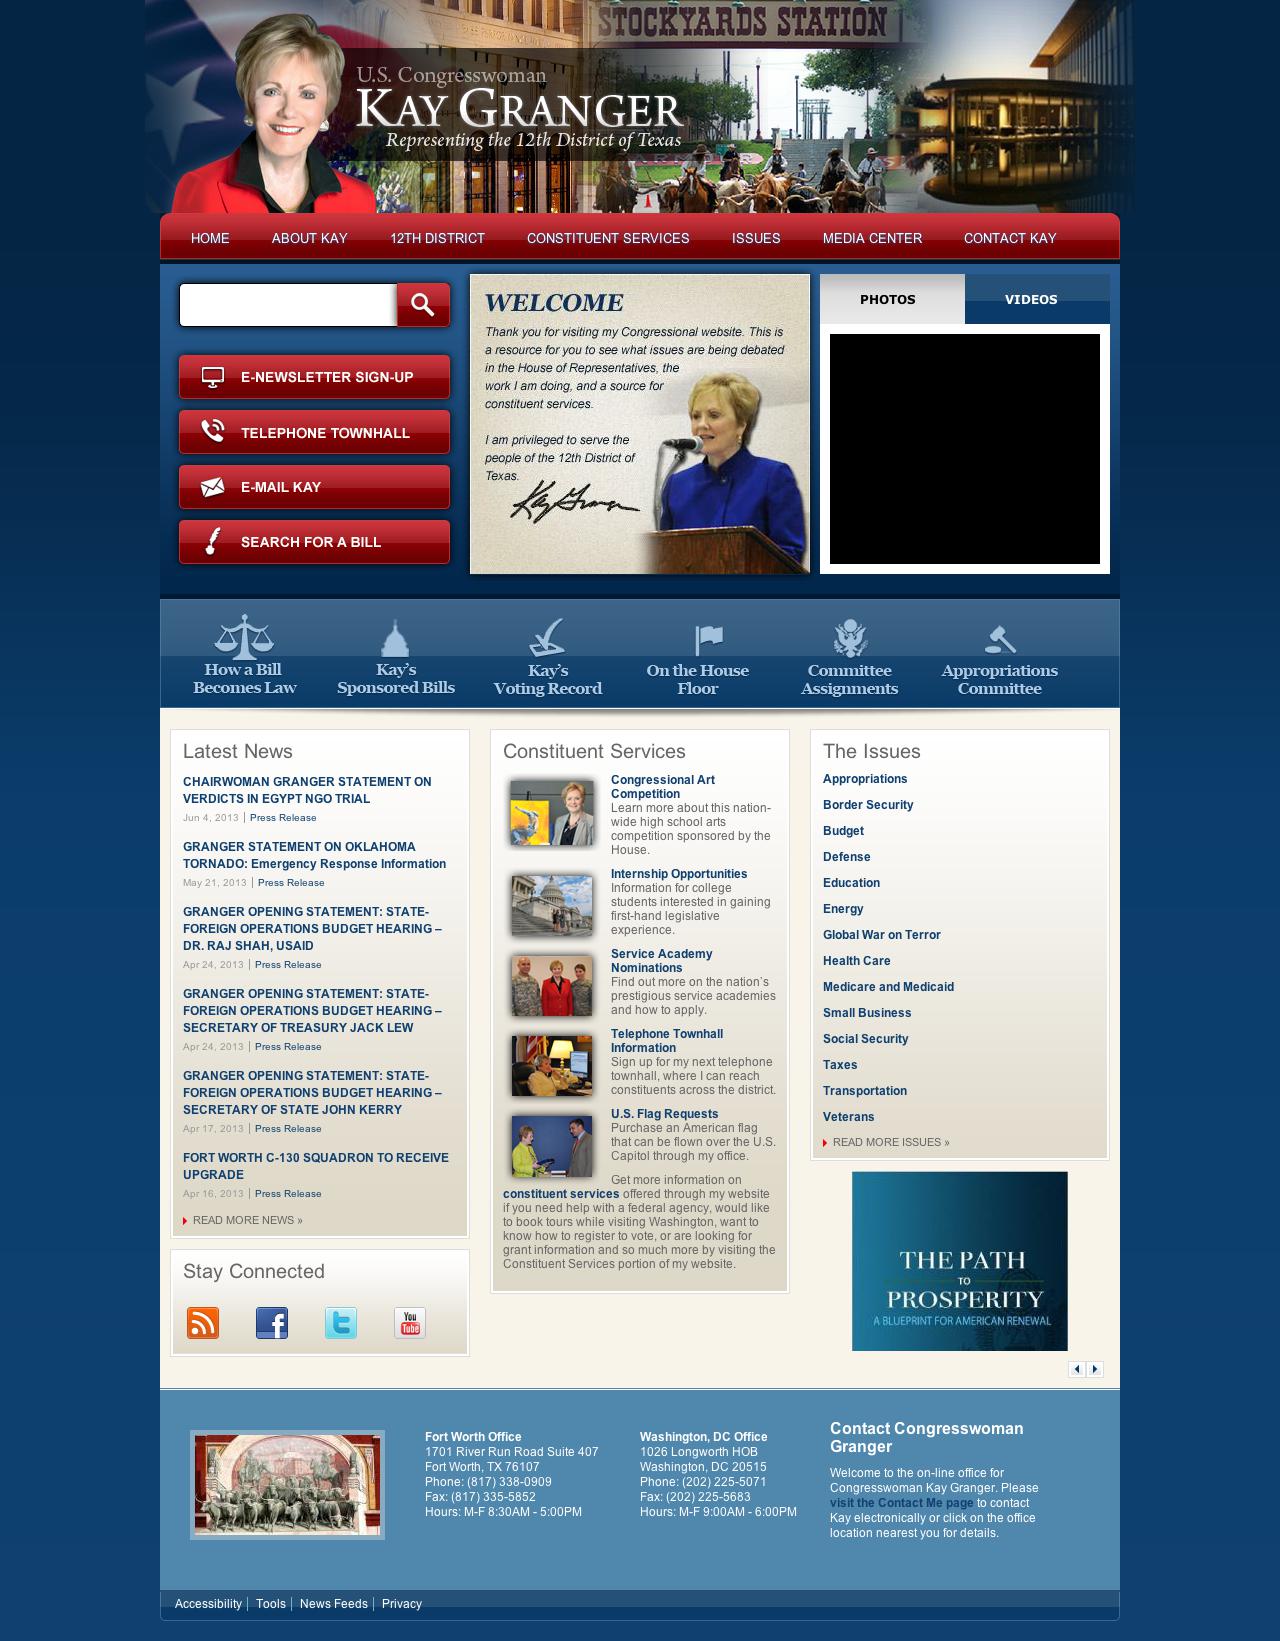 STOCKYARDS STATION
U.S. Congresswoman
KAY GRANGER
Representing the 12th District of Texas
HOME
ABOUT KAY
12TH DISTRICT
CONSTITUENT SERVICES
ISSUES
MEDIA CENTER
CONTACT KAY
E-NEWSLETTER SIGN-UP
TELEPHONE TOWNHALL
E-MAIL KAY
SEARCH FOR A BILL
WELCOME
Thank you for visiting my Congressional website. This is
a resource for you to see what issues are being debated
in the House of Representatives, the
work I am doing, and a source for
constituent services.
I am privileged to serve the
people of the 12th District of
Texas.
Kay Granger
PHOTOS
VIDEOS
How a Bill
Becomes Law
Kay's
Sponsored Bills
Kay's
Voting Record
On the House
Floor
Committee
Assignments
Appropriations
Committee
Latest News
CHAIRWOMAN GRANGER STATEMENT ON
VERDICTS IN EGYPT NGO TRIAL
Jun 4, 2013 | Press Release
GRANGER STATEMENT ON OKLAHOMA
TORNADO: Emergency Response Information
May 21, 2013 | Press Release
GRANGER OPENING STATEMENT: STATE-
FOREIGN OPERATIONS BUDGET HEARING –
DR. RAJ SHAH, USAID
Apr 24, 2013 | Press Release
GRANGER OPENING STATEMENT: STATE-
FOREIGN OPERATIONS BUDGET HEARING –
SECRETARY OF TREASURY JACK LEW
Apr 24, 2013 | Press Release
GRANGER OPENING STATEMENT: STATE-
FOREIGN OPERATIONS BUDGET HEARING –
SECRETARY OF STATE JOHN KERRY
Apr 17, 2013 | Press Release
FORT WORTH C-130 SQUADRON TO RECEIVE
UPGRADE
Apr 16, 2013 | Press Release
READ MORE NEWS »
Stay Connected
You
Tube
Constituent Services
Congressional Art
Competition
Learn more about this nation-
wide high school arts
competition sponsored by the
House.
Internship Opportunities
Information for college
students interested in gaining
first-hand legislative
experience.
Service Academy
Nominations
Find out more on the nation's
prestigious service academies
and how to apply.
Telephone Townhall
Information
Sign up for my next telephone
townhall, where I can reach
constituents across the district.
U.S. Flag Requests
Purchase an American flag
that can be flown over the U.S.
Capitol through my office.
Get more information on
constituent services offered through my website
if you need help with a federal agency, would like
to book tours while visiting Washington, want to
know how to register to vote, or are looking for
grant information and so much more by visiting the
Constituent Services portion of my website.
The Issues
Appropriations
Border Security
Budget
Defense
Education
Energy
Global War on Terror
Health Care
Medicare and Medicaid
Small Business
Social Security
Taxes
Transportation
Veterans
READ MORE ISSUES »
THE PATH
TO
PROSPERITY
A BLUEPRINT FOR AMERICAN RENEWAL
Fort Worth Office
1701 River Run Road Suite 407
Fort Worth, TX 76107
Phone: (817) 338-0909
Fax: (817) 335-5852
Hours: M-F 8:30AM - 5:00PM
Washington, DC Office
1026 Longworth HOB
Washington, DC 20515
Phone: (202) 225-5071
Fax: (202) 225-5683
Hours: M-F 9:00AM - 6:00PM
Contact Congresswoman
Granger
Welcome to the on-line office for
Congresswoman Kay Granger. Please
visit the Contact Me page to contact
Kay electronically or click on the office
location nearest you for details.
Accessibility | Tools | News Feeds | Privacy